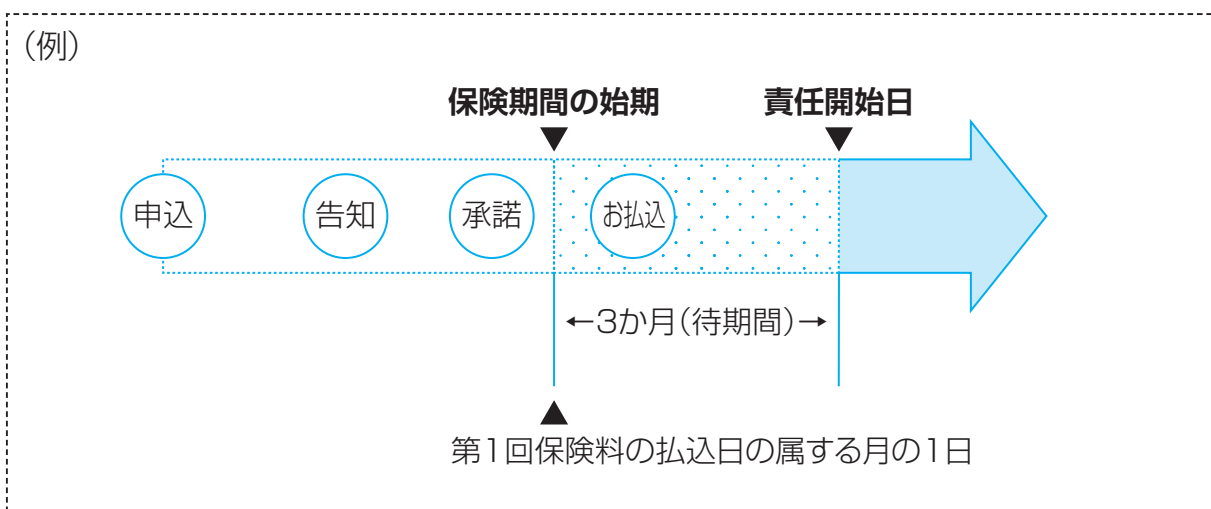 (例)
保険期間の始期 責任開始日
▼ ▼
申込 告知 承諾 お払込
←3か月(待期間)→
▲
第1回保険料の払込日の属する月の1日